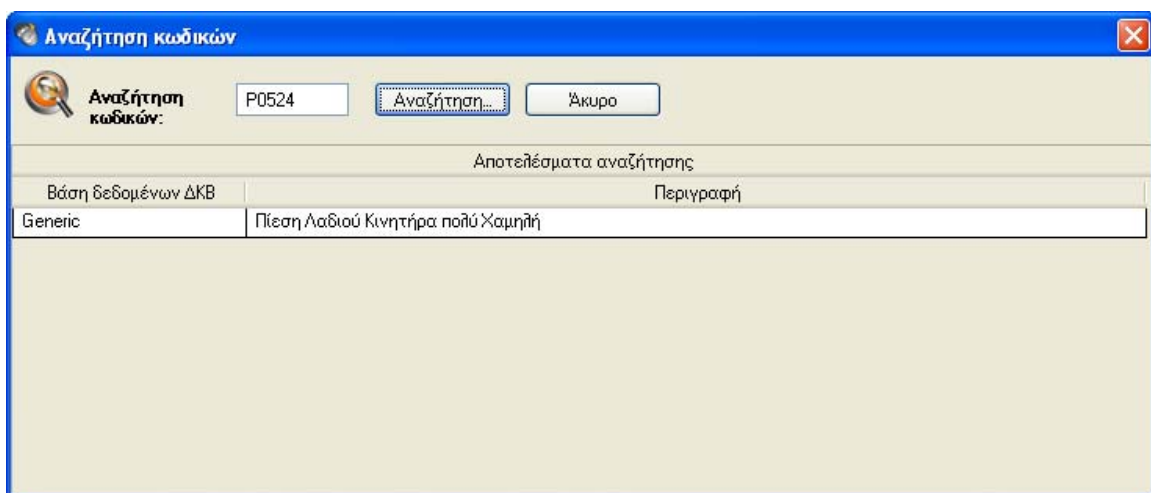 Αναζήτηση κωδικών
Αναζήτηση κωδικών:
P0524
Αναζήτηση...
Άκυρο
Αποτελέσματα αναζήτησης
Βάση δεδομένων ΔΚΒ Περιγραφή
Generic Πίεση Λαδιού Κινητήρα πολύ Χαμηλή